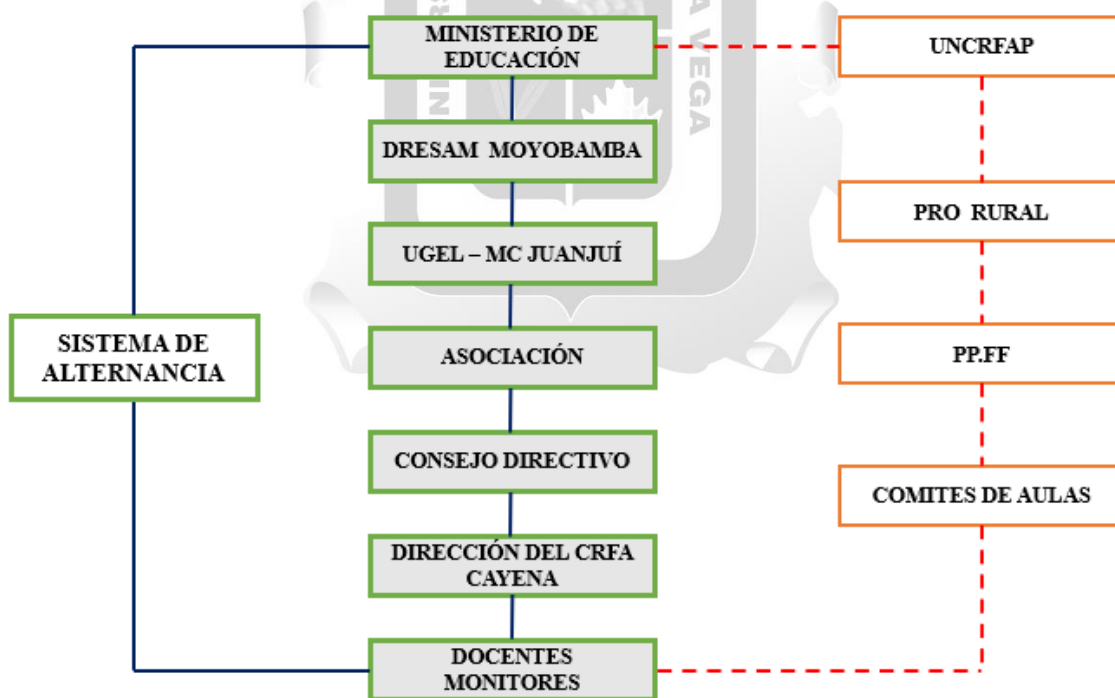 MINISTERIO DE
EDUCACIÓN
UNCRFAP
DRESAM MOYOBAMBA
PRO RURAL
UGEL – MC JUANJUÍ
SISTEMA DE
ALTERNANCIA
ASOCIACIÓN
PP.FF
CONSEJO DIRECTIVO
COMITES DE AULAS
DIRECCIÓN DEL CRFA
CAYENA
DOCENTES
MONITORES
A VEGA